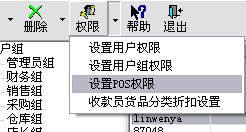 删除 权限 帮助 退出
户组
管理员组
财务组
销售组
采购组
仓库组
设置用户权限
设置用户组权限
设置POS权限
收款员货品分类折扣设置
linwenya
87048